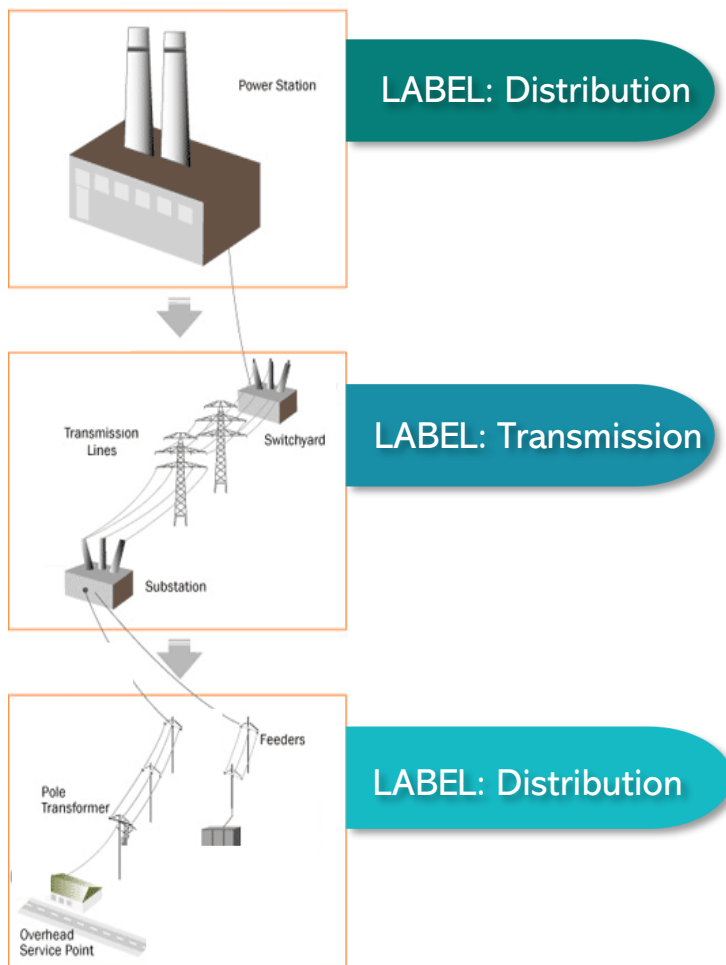 Power Station
LABEL: Distribution
Transmission
Lines
Switchyard
LABEL: Transmission
Substation
Feeders
LABEL: Distribution
Pole
Transformer
Overhead
Service Point